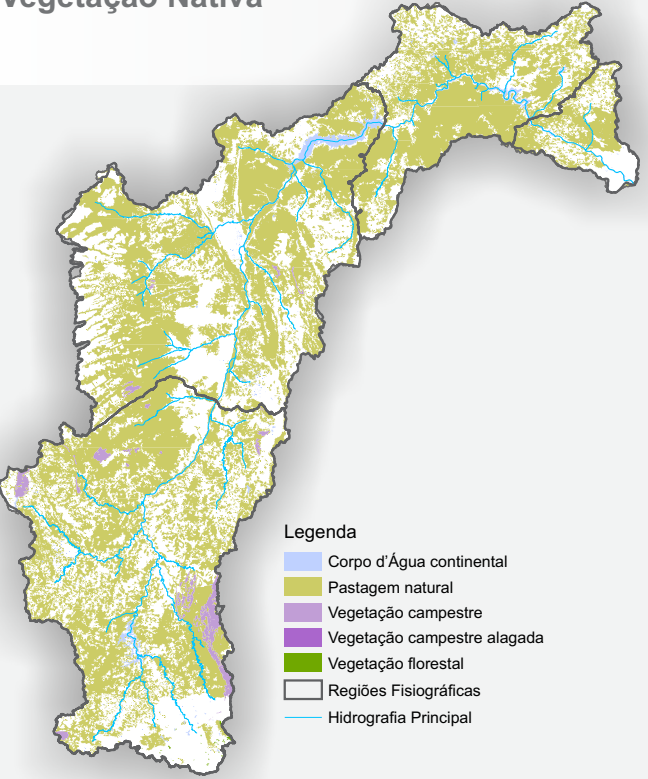 Vegetação Nativa
Legenda
Corpo d'Água continental
Pastagem natural
Vegetação campestre
Vegetação campestre alagada
Vegetação florestal
Regiões Fisiográficas
Hidrografia Principal